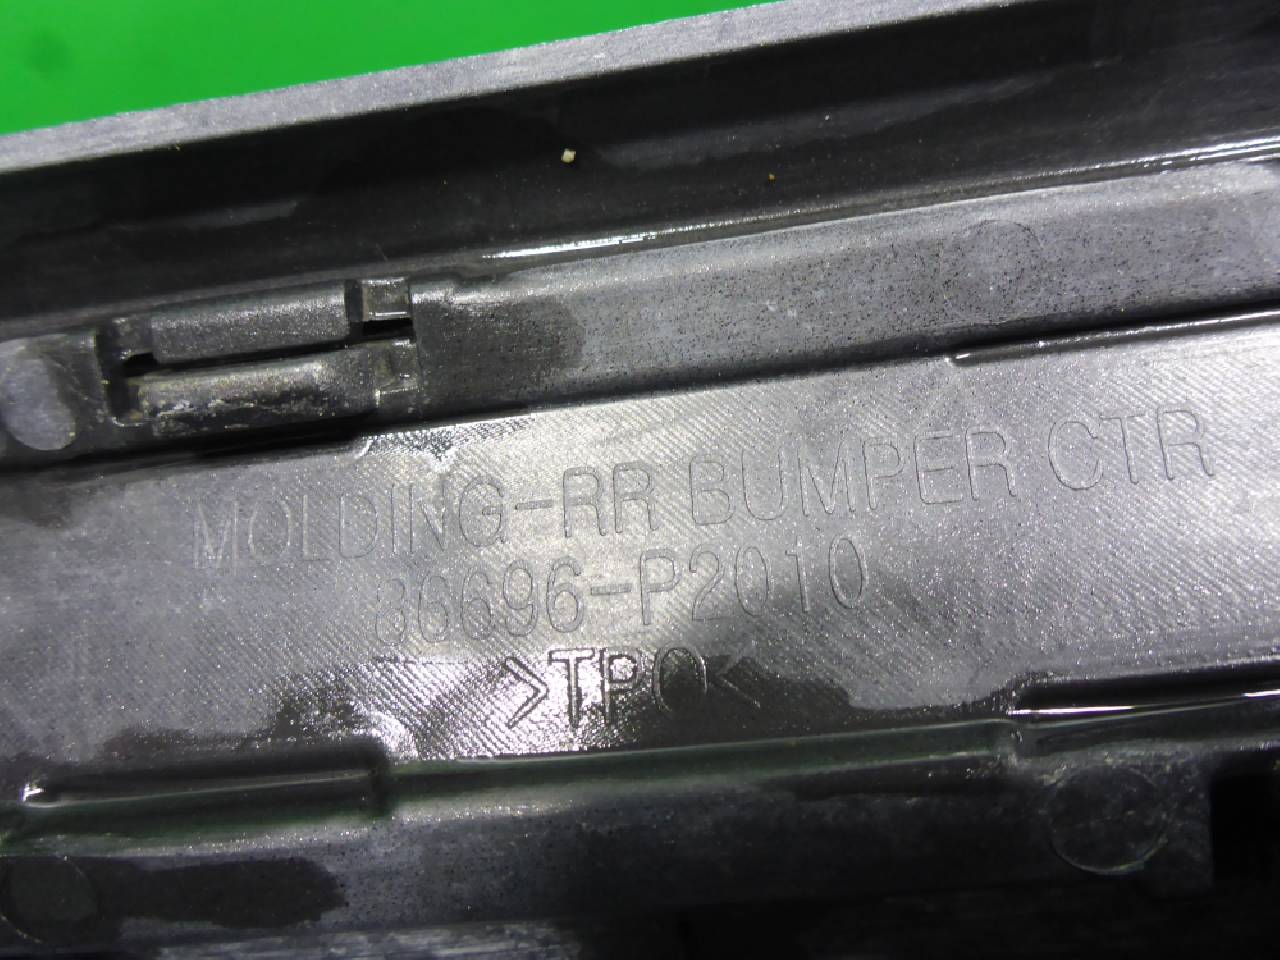 MOLDING-RR BUMPER CTR
86696-P2010
>TPO<